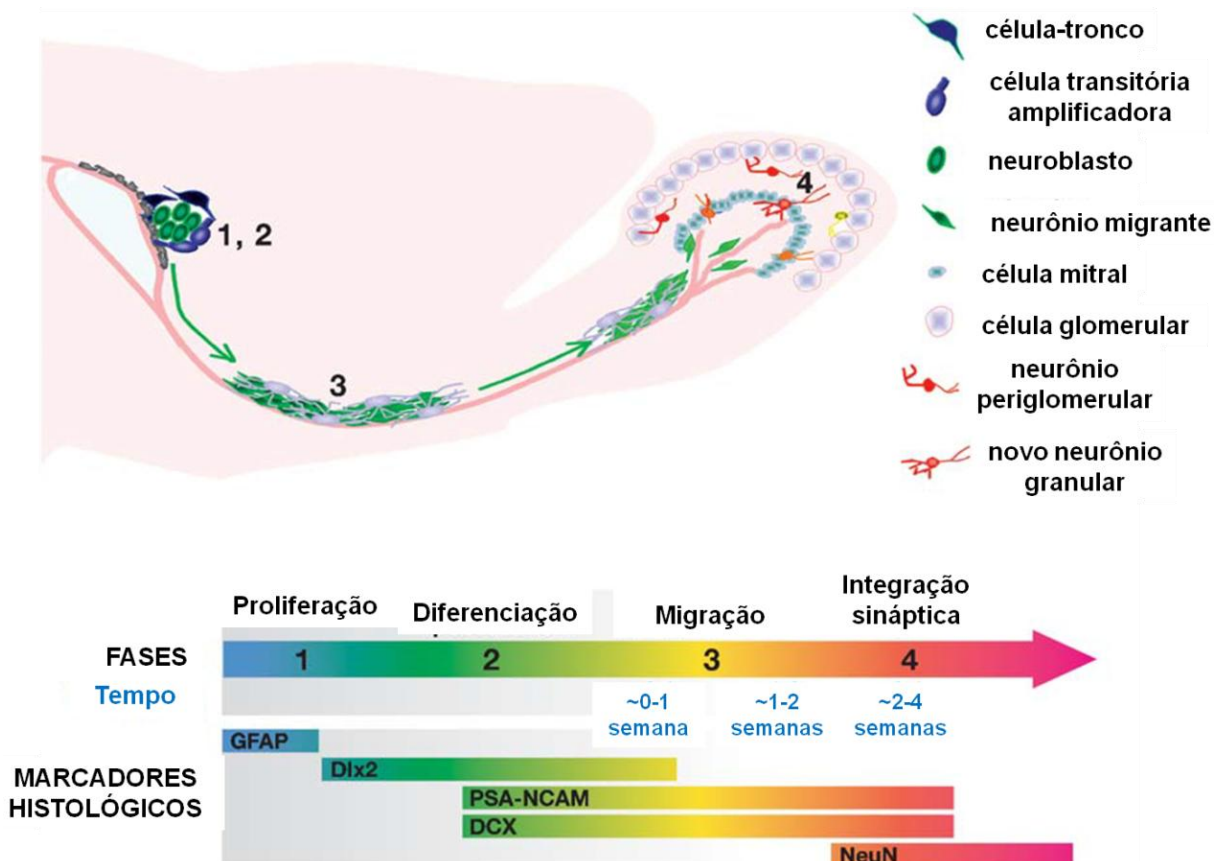 célula-tronco
célula transitória
amplificadora
neuroblasto
neurônio migrante
célula mitral
célula glomerular
neurônio
periglomerular
novo neurônio
granular
1, 2
3
4
Proliferação
Diferenciação
Migração
Integração
sináptica
FASES
1
2
3
4
Tempo
~0-1
semana
~1-2
semanas
~2-4
semanas
MARCADORES
HISTOLÓGICOS
GFAP
Dlx2
PSA-NCAM
DCX
NeuN